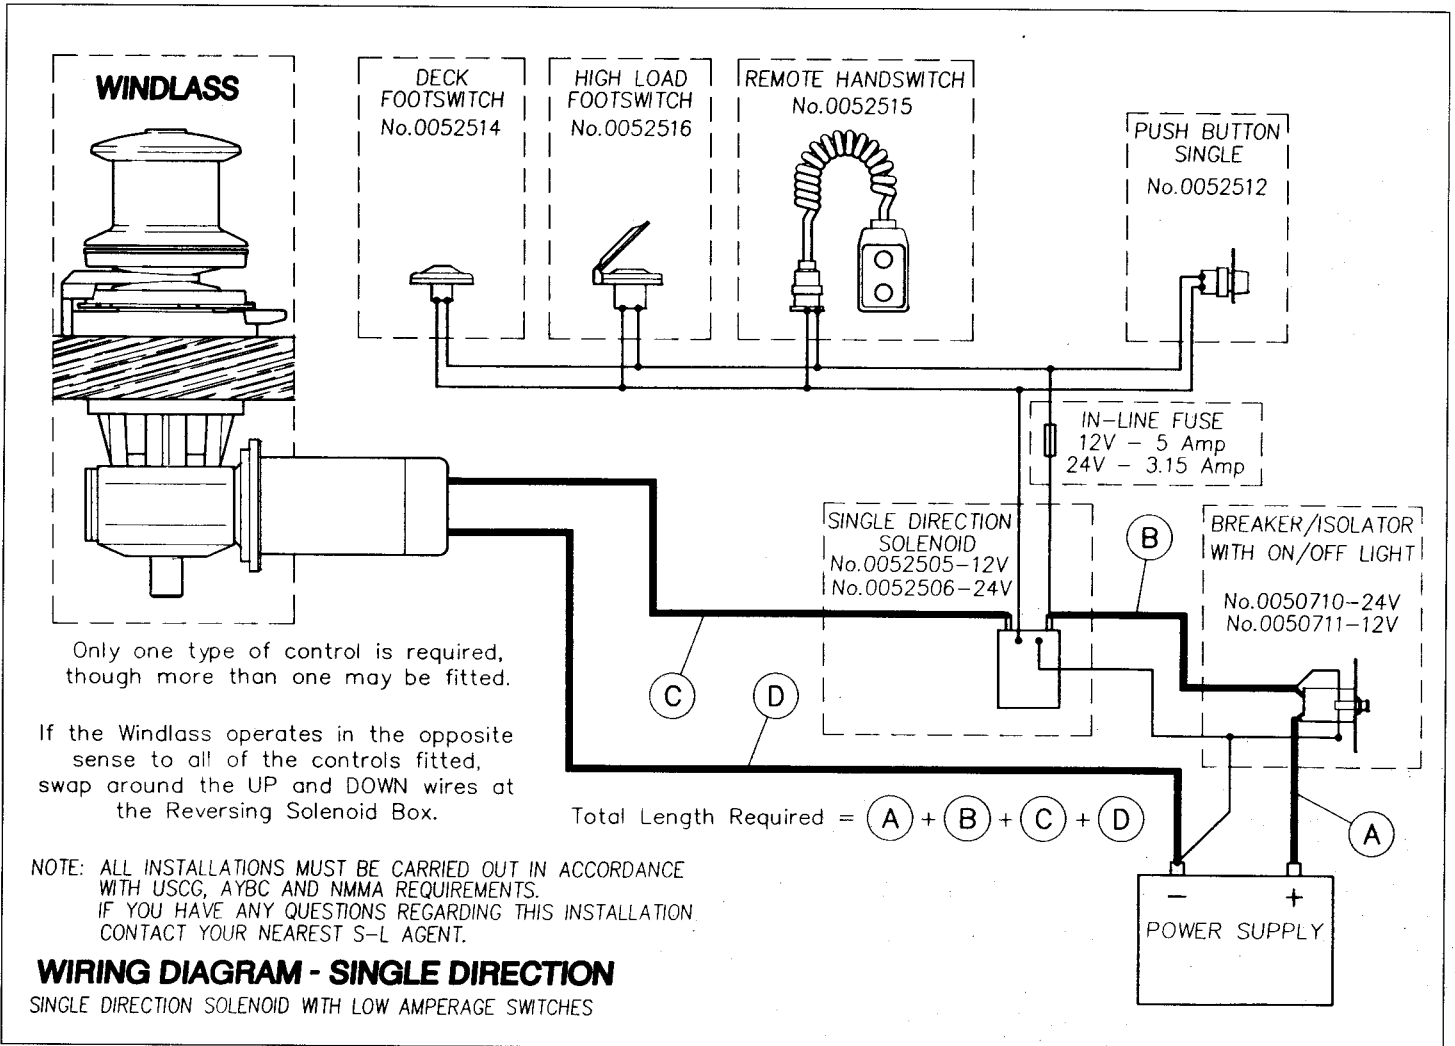 WINDLASS
DECK
FOOTSWITCH
No.0052514
HIGH LOAD
FOOTSWITCH
No.0052516
REMOTE HANDSWITCH
No.0052515
PUSH BUTTON
SINGLE
No.0052512
IN-LINE FUSE
12V - 5 Amp
24V - 3.15 Amp
SINGLE DIRECTION
SOLENOID
No.0052505-12V
No.0052506-24V
B
BREAKER/ISOLATOR
WITH ON/OFF LIGHT
No.0050710-24V
No.0050711-12V
C
D
A
Only one type of control is required,
though more than one may be fitted.
If the Windlass operates in the opposite
sense to all of the controls fitted,
swap around the UP and DOWN wires at
the Reversing Solenoid Box.
Total Length Required = A + B + C + D
- +
POWER SUPPLY
NOTE: ALL INSTALLATIONS MUST BE CARRIED OUT IN ACCORDANCE
WITH USCG, AYBC AND NMMA REQUIREMENTS.
IF YOU HAVE ANY QUESTIONS REGARDING THIS INSTALLATION
CONTACT YOUR NEAREST S-L AGENT.
WIRING DIAGRAM - SINGLE DIRECTION
SINGLE DIRECTION SOLENOID WITH LOW AMPERAGE SWITCHES